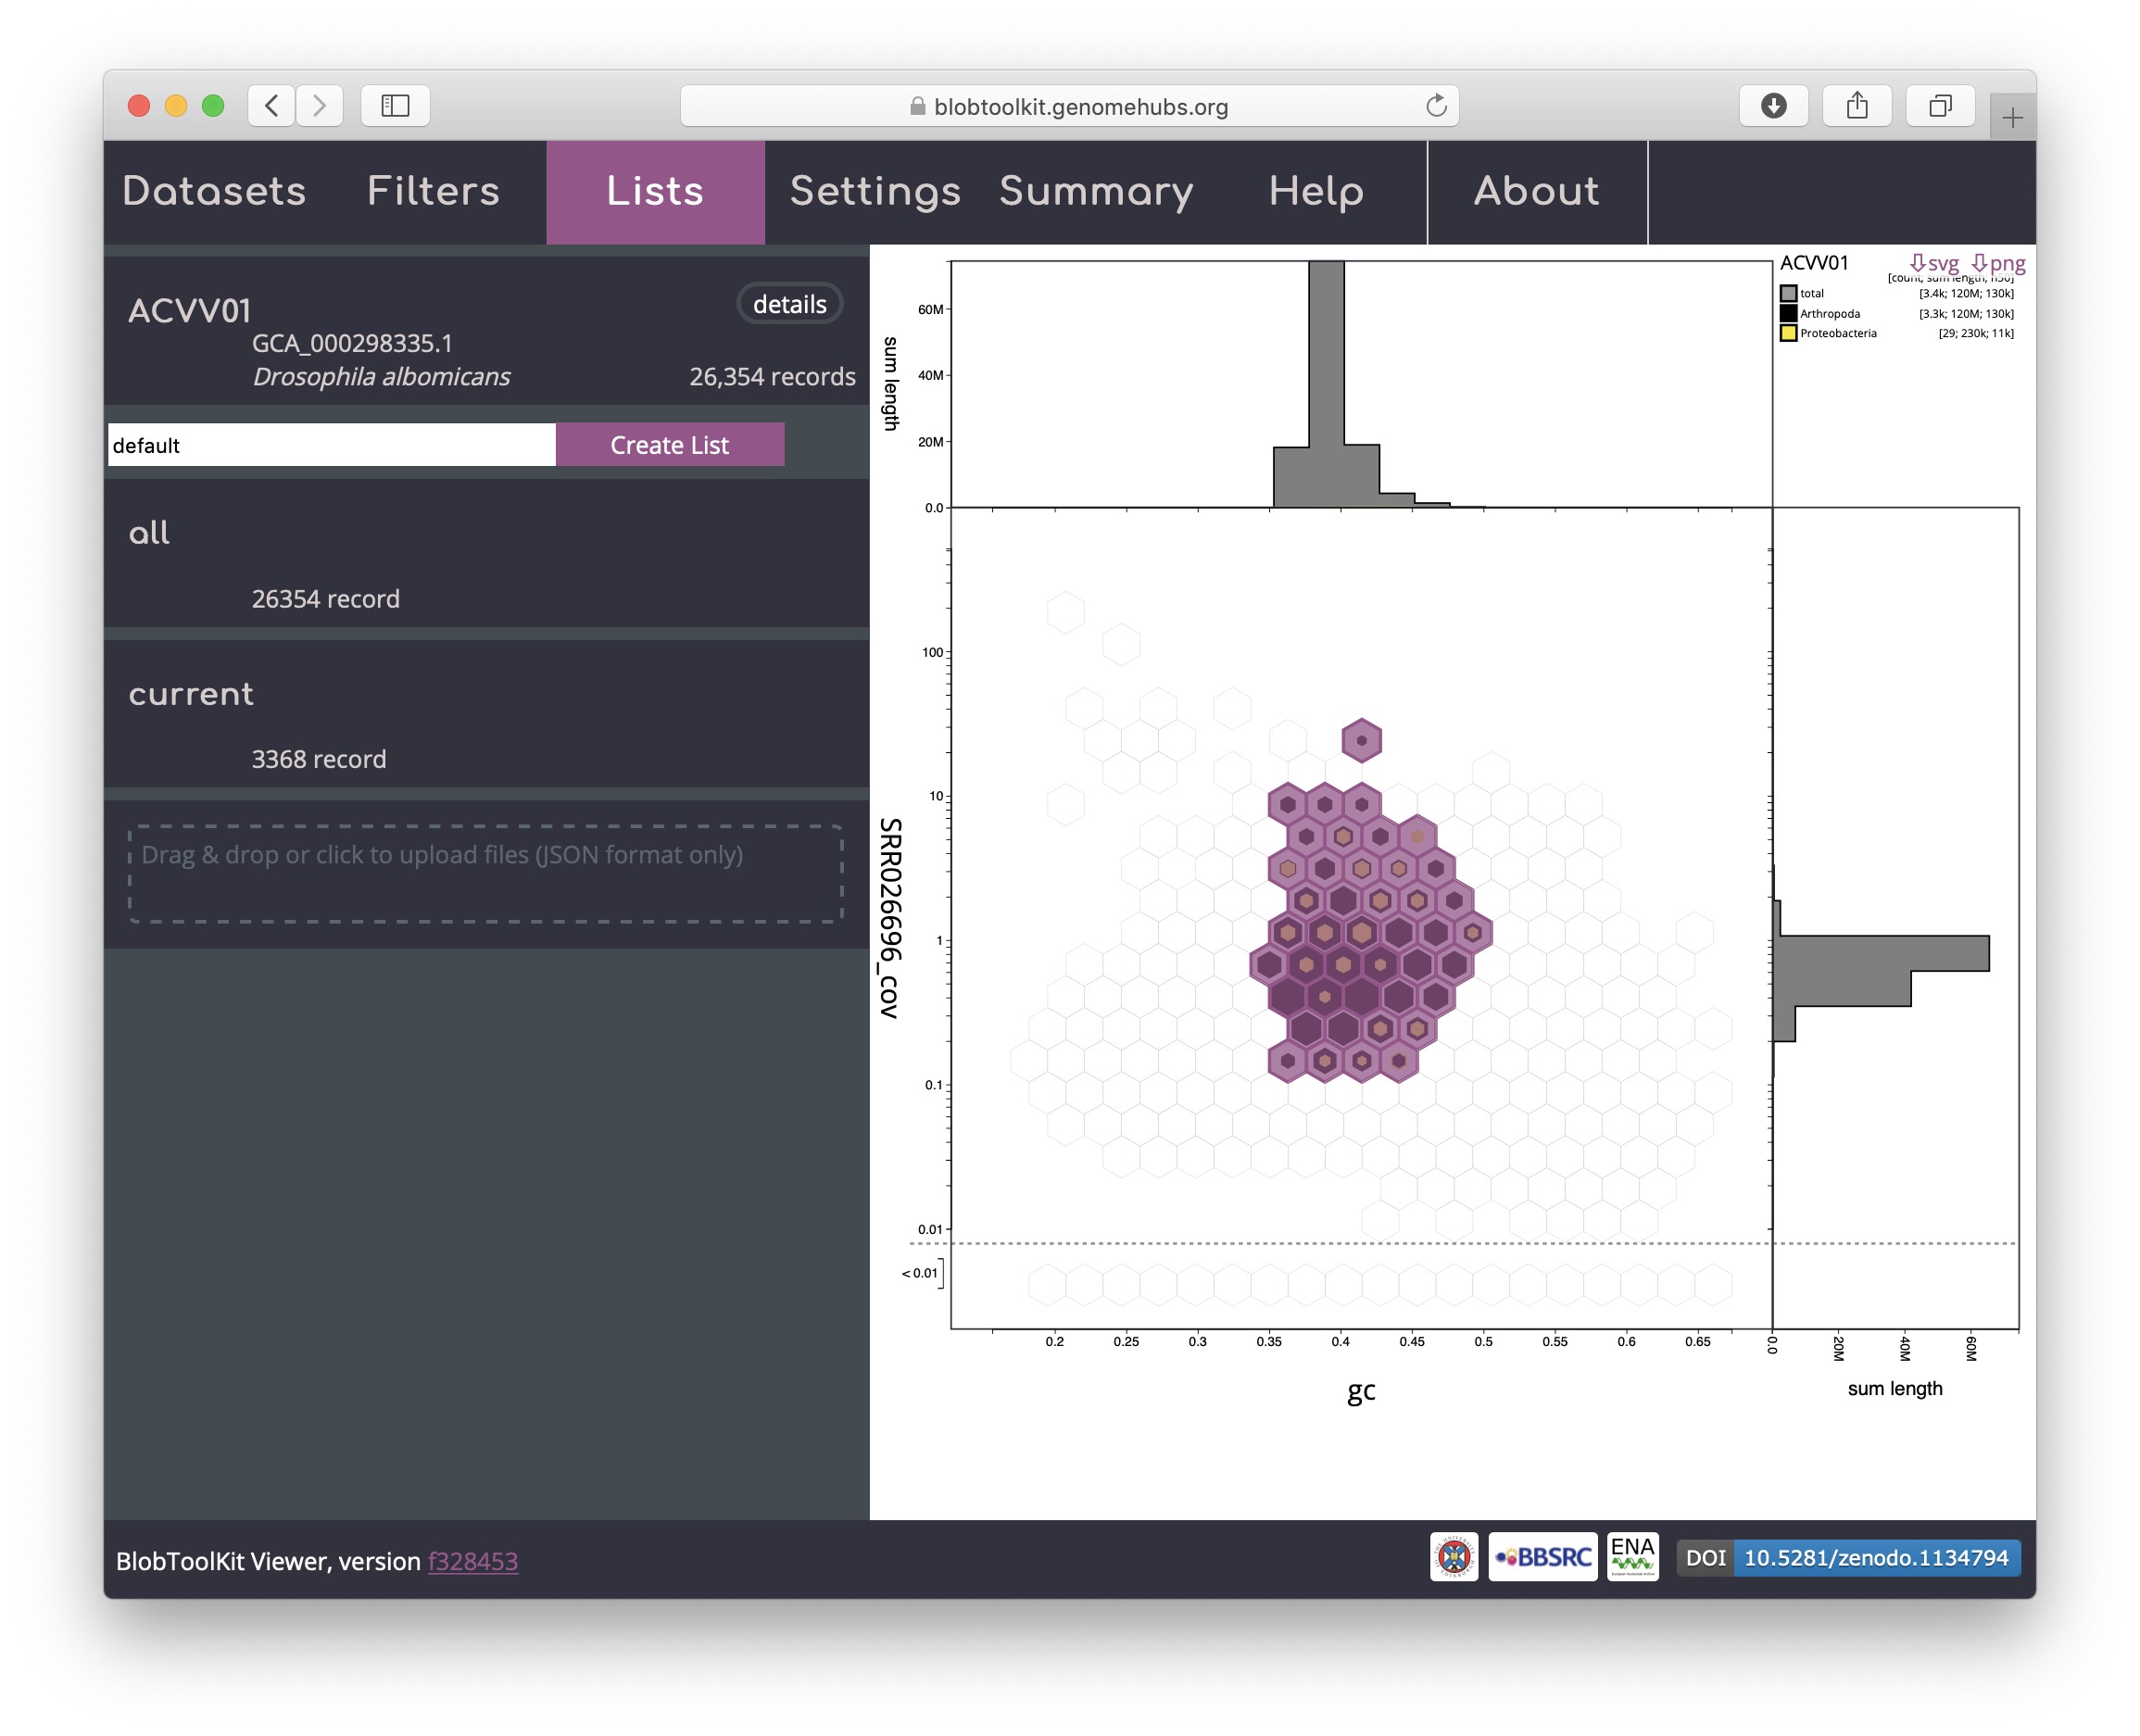 blobtoolkit.genomehubs.org
Datasets Filters Lists Settings Summary Help About
ACVV01
details
GCA_000298335.1
Drosophila albomicans 26,354 records
default Create List
all
26354 record
current
3368 record
Drag & drop or click to upload files (JSON format only)
ACVV01 svg png
[count; sum length; n50]
total [3.4k; 120M; 130k]
Arthropoda [3.3k; 120M; 130k]
Proteobacteria [29; 230k; 11k]
sum length
60M
40M
20M
0.0
SRR026696_cov
100
10
1
0.1
0.01
< 0.01
0.2 0.25 0.3 0.35 0.4 0.45 0.5 0.55 0.6 0.65
gc
0.0 20M 40M 60M
sum length
BlobToolKit Viewer, version f328453
BBSRC
ENA
DOI 10.5281/zenodo.1134794